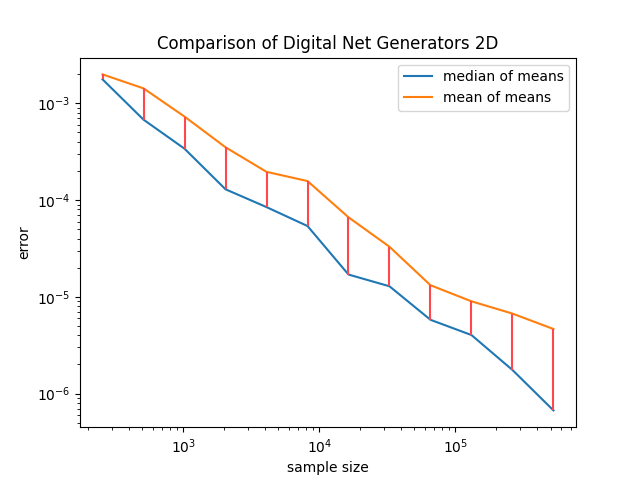 Comparison of Digital Net Generators 2D
median of means
mean of means
10⁻³
10⁻⁴
10⁻⁵
10⁻⁶
error
10³
10⁴
10⁵
sample size